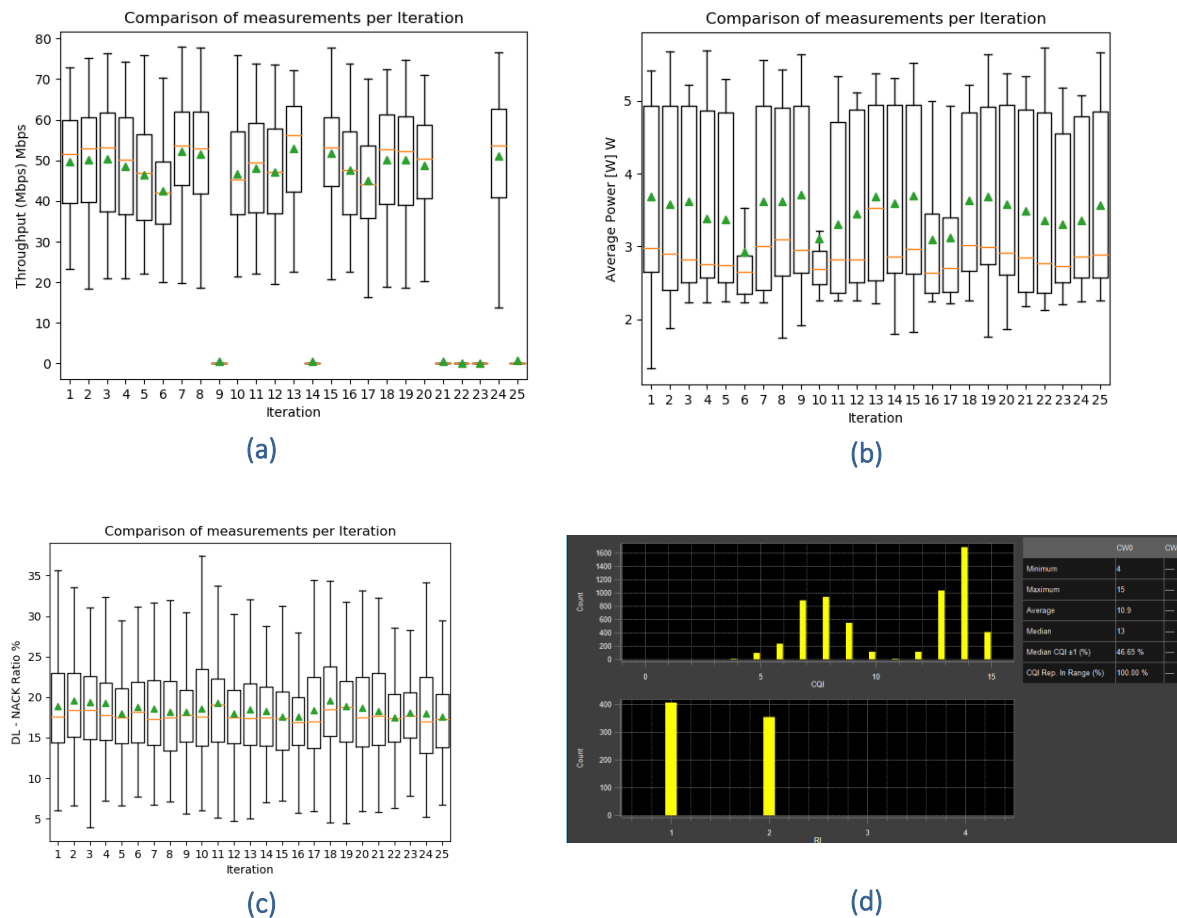 Comparison of measurements per Iteration
80
70
60
50
40
30
20
10
0
Throughput (Mbps) Mbps
1 2 3 4 5 6 7 8 9 10 11 12 13 14 15 16 17 18 19 20 21 22 23 24 25
Iteration
(a)
Comparison of measurements per Iteration
5
4
3
2
Average Power [W] W
1 2 3 4 5 6 7 8 9 10 11 12 13 14 15 16 17 18 19 20 21 22 23 24 25
Iteration
(b)
Comparison of measurements per Iteration
35
30
25
20
15
10
5
DL - NACK Ratio %
1 2 3 4 5 6 7 8 9 10 11 12 13 14 15 16 17 18 19 20 21 22 23 24 25
Iteration
(c)
1600
1400
1200
1000
800
600
400
200
0
Count
0 5 10 15
CQI
CW0 CW
Minimum 4 —
Maximum 15 —
Average 10.9 —
Median 13 —
Median CQI ±1 (%) 46.65 % —
CQI Rep. In Range (%) 100.00 % —
400
300
200
100
0
Count
1 2 3 4
RI
(d)